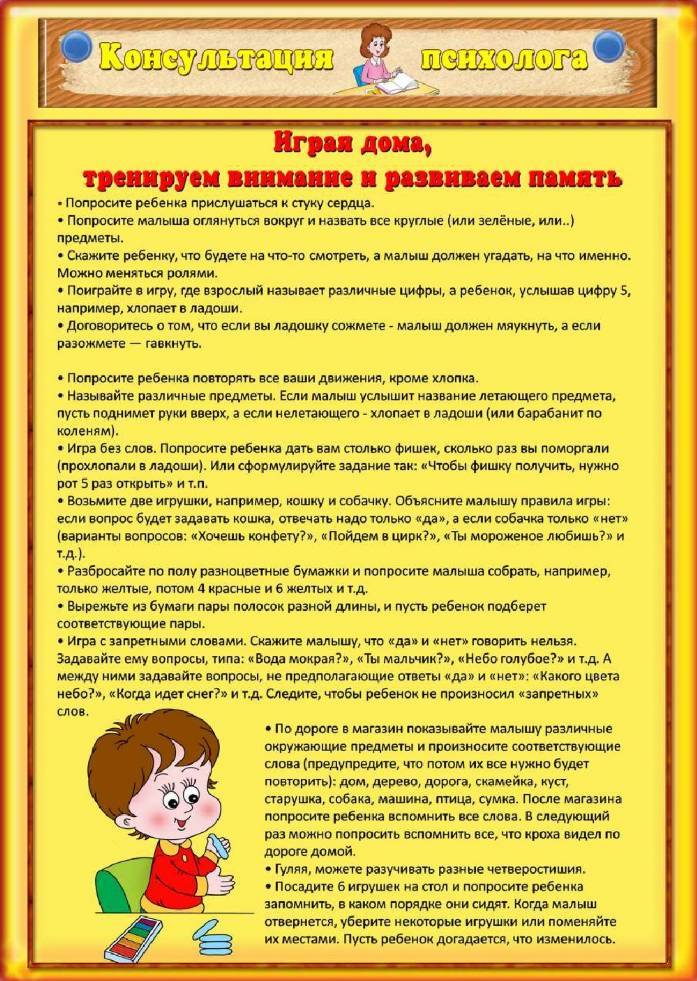 Консультация психолога
Играя дома,
тренируем внимание и развиваем память
• Попросите ребенка прислушаться к стуку сердца.
• Попросите малыша оглянуться вокруг и назвать все круглые (или зелёные, или..)
предметы.
• Скажите ребенку, что будете на что-то смотреть, а малыш должен угадать, на что именно.
Можно меняться ролями.
• Поиграйте в игру, где взрослый называет различные цифры, а ребенок, услышав цифру 5,
например, хлопает в ладоши.
• Договоритесь о том, что если вы ладошку сожмете - малыш должен мяукнуть, а если
разожмете — гавкнуть.
• Попросите ребенка повторять все ваши движения, кроме хлопка.
• Называйте различные предметы. Если малыш услышит название летающего предмета,
пусть поднимет руки вверх, а если нелетающего - хлопает в ладоши (или барабанит по
коленям).
• Игра без слов. Попросите ребенка дать вам столько фишек, сколько раз вы поморгали
(прохлопали в ладоши). Или сформулируйте задание так: «Чтобы фишку получить, нужно
рот 5 раз открыть» и т.п.
• Возьмите две игрушки, например, кошку и собачку. Объясните малышу правила игры:
если вопрос будет задавать кошка, отвечать надо только «да», а если собачка только «нет»
(варианты вопросов: «Хочешь конфету?», «Пойдем в цирк?», «Ты мороженое любишь?» и
т.д.).
• Разбросайте по полу разноцветные бумажки и попросите малыша собрать, например,
только желтые, потом 4 красные и 6 желтых и т.д.
• Вырежьте из бумаги пары полосок разной длины, и пусть ребенок подберет
соответствующие пары.
• Игра с запретными словами. Скажите малышу, что «да» и «нет» говорить нельзя.
Задавайте ему вопросы, типа: «Вода мокрая?», «Ты мальчик?», «Небо голубое?» и т.д. А
между ними задавайте вопросы, не предполагающие ответы «да» и «нет»: «Какого цвета
небо?», «Когда идет снег?» и т.д. Следите, чтобы ребенок не произносил «запретных»
слов.
• По дороге в магазин показывайте малышу различные
окружающие предметы и произносите соответствующие
слова (предупредите, что потом их все нужно будет
повторить): дом, дерево, дорога, скамейка, куст,
старушка, собака, машина, птица, сумка. После магазина
попросите ребенка вспомнить все слова. В следующий
раз можно попросить вспомнить все, что кроха видел по
дороге домой.
• Гуляя, можете разучивать разные четверостишия.
• Посадите 6 игрушек на стол и попросите ребенка
запомнить, в каком порядке они сидят. Когда малыш
отвернется, уберите некоторые игрушки или поменяйте
их местами. Пусть ребенок догадается, что изменилось.